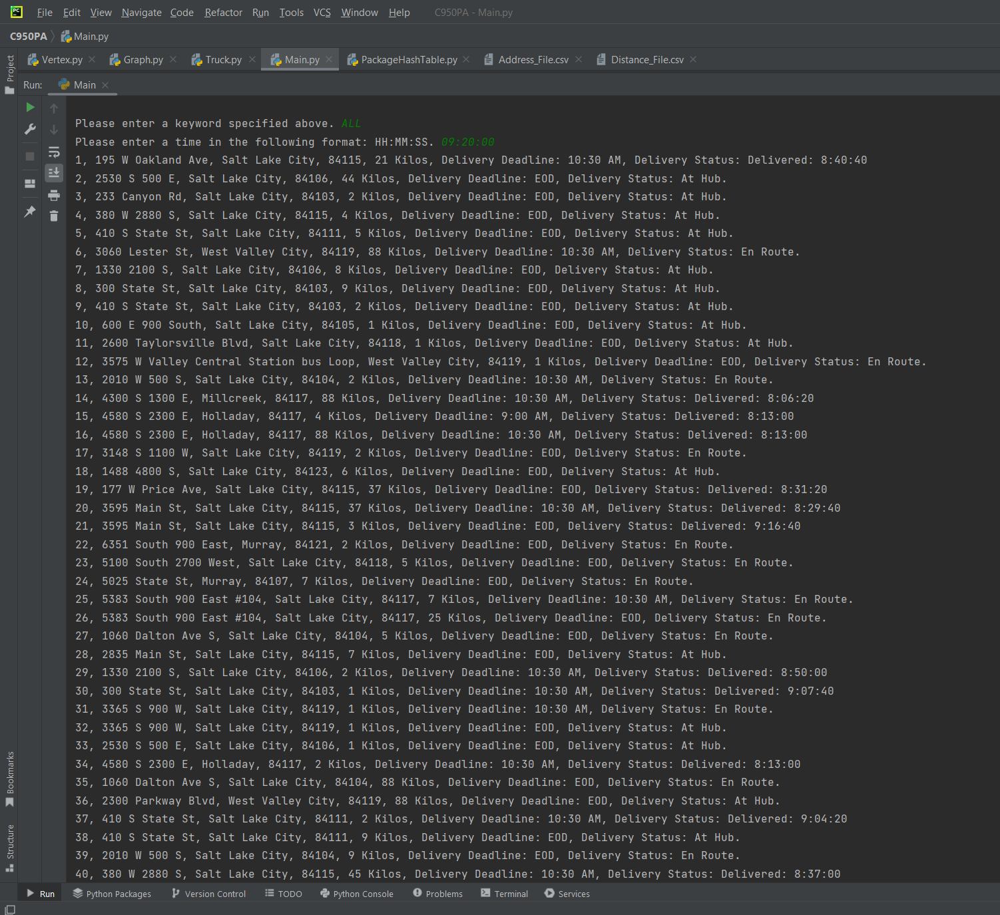 PC File Edit View Navigate Code Refactor Run Tools VCS Window Help C950PA - Main.py
C950PA Main.py
Project
Vertex.py Graph.py Truck.py Main.py PackageHashTable.py Address_File.csv Distance_File.csv
Run: Main
Please enter a keyword specified above. ALL
Please enter a time in the following format: HH:MM:SS. 09:20:00
1, 195 W Oakland Ave, Salt Lake City, 84115, 21 Kilos, Delivery Deadline: 10:30 AM, Delivery Status: Delivered: 8:40:40
2, 2530 S 500 E, Salt Lake City, 84106, 44 Kilos, Delivery Deadline: EOD, Delivery Status: At Hub.
3, 233 Canyon Rd, Salt Lake City, 84103, 2 Kilos, Delivery Deadline: EOD, Delivery Status: At Hub.
4, 380 W 2880 S, Salt Lake City, 84115, 4 Kilos, Delivery Deadline: EOD, Delivery Status: At Hub.
5, 410 S State St, Salt Lake City, 84111, 5 Kilos, Delivery Deadline: EOD, Delivery Status: At Hub.
6, 3060 Lester St, West Valley City, 84119, 88 Kilos, Delivery Deadline: 10:30 AM, Delivery Status: En Route.
7, 1330 2100 S, Salt Lake City, 84106, 8 Kilos, Delivery Deadline: EOD, Delivery Status: At Hub.
8, 300 State St, Salt Lake City, 84103, 9 Kilos, Delivery Deadline: EOD, Delivery Status: At Hub.
9, 410 S State St, Salt Lake City, 84103, 2 Kilos, Delivery Deadline: EOD, Delivery Status: At Hub.
10, 600 E 900 South, Salt Lake City, 84105, 1 Kilos, Delivery Deadline: EOD, Delivery Status: At Hub.
11, 2600 Taylorsville Blvd, Salt Lake City, 84118, 1 Kilos, Delivery Deadline: EOD, Delivery Status: At Hub.
12, 3575 W Valley Central Station bus Loop, West Valley City, 84119, 1 Kilos, Delivery Deadline: EOD, Delivery Status: En Route.
13, 2010 W 500 S, Salt Lake City, 84104, 2 Kilos, Delivery Deadline: 10:30 AM, Delivery Status: En Route.
14, 4300 S 1300 E, Millcreek, 84117, 88 Kilos, Delivery Deadline: 10:30 AM, Delivery Status: Delivered: 8:06:20
15, 4580 S 2300 E, Holladay, 84117, 4 Kilos, Delivery Deadline: 9:00 AM, Delivery Status: Delivered: 8:13:00
16, 4580 S 2300 E, Holladay, 84117, 88 Kilos, Delivery Deadline: 10:30 AM, Delivery Status: Delivered: 8:13:00
17, 3148 S 1100 W, Salt Lake City, 84119, 2 Kilos, Delivery Deadline: EOD, Delivery Status: En Route.
18, 1488 4800 S, Salt Lake City, 84123, 6 Kilos, Delivery Deadline: EOD, Delivery Status: At Hub.
19, 177 W Price Ave, Salt Lake City, 84115, 37 Kilos, Delivery Deadline: EOD, Delivery Status: Delivered: 8:31:20
20, 3595 Main St, Salt Lake City, 84115, 37 Kilos, Delivery Deadline: 10:30 AM, Delivery Status: Delivered: 8:29:40
21, 3595 Main St, Salt Lake City, 84115, 3 Kilos, Delivery Deadline: EOD, Delivery Status: Delivered: 9:16:40
22, 6351 South 900 East, Murray, 84121, 2 Kilos, Delivery Deadline: EOD, Delivery Status: En Route.
23, 5100 South 2700 West, Salt Lake City, 84118, 5 Kilos, Delivery Deadline: EOD, Delivery Status: En Route.
24, 5025 State St, Murray, 84107, 7 Kilos, Delivery Deadline: EOD, Delivery Status: En Route.
25, 5383 South 900 East #104, Salt Lake City, 84117, 7 Kilos, Delivery Deadline: 10:30 AM, Delivery Status: En Route.
26, 5383 South 900 East #104, Salt Lake City, 84117, 25 Kilos, Delivery Deadline: EOD, Delivery Status: En Route.
27, 1060 Dalton Ave S, Salt Lake City, 84104, 5 Kilos, Delivery Deadline: EOD, Delivery Status: En Route.
28, 2835 Main St, Salt Lake City, 84115, 7 Kilos, Delivery Deadline: EOD, Delivery Status: At Hub.
29, 1330 2100 S, Salt Lake City, 84106, 2 Kilos, Delivery Deadline: 10:30 AM, Delivery Status: Delivered: 8:50:00
30, 300 State St, Salt Lake City, 84103, 1 Kilos, Delivery Deadline: 10:30 AM, Delivery Status: Delivered: 9:07:40
31, 3365 S 900 W, Salt Lake City, 84119, 1 Kilos, Delivery Deadline: 10:30 AM, Delivery Status: En Route.
32, 3365 S 900 W, Salt Lake City, 84119, 1 Kilos, Delivery Deadline: EOD, Delivery Status: At Hub.
33, 2530 S 500 E, Salt Lake City, 84106, 1 Kilos, Delivery Deadline: EOD, Delivery Status: At Hub.
34, 4580 S 2300 E, Holladay, 84117, 2 Kilos, Delivery Deadline: 10:30 AM, Delivery Status: Delivered: 8:13:00
35, 1060 Dalton Ave S, Salt Lake City, 84104, 88 Kilos, Delivery Deadline: EOD, Delivery Status: En Route.
36, 2300 Parkway Blvd, West Valley City, 84119, 88 Kilos, Delivery Deadline: EOD, Delivery Status: At Hub.
37, 410 S State St, Salt Lake City, 84111, 2 Kilos, Delivery Deadline: 10:30 AM, Delivery Status: Delivered: 9:04:20
38, 410 S State St, Salt Lake City, 84111, 9 Kilos, Delivery Deadline: EOD, Delivery Status: At Hub.
39, 2010 W 500 S, Salt Lake City, 84104, 9 Kilos, Delivery Deadline: EOD, Delivery Status: En Route.
40, 380 W 2880 S, Salt Lake City, 84115, 45 Kilos, Delivery Deadline: 10:30 AM, Delivery Status: Delivered: 8:37:00
Bookmarks
Structure
Run Python Packages Version Control TODO Python Console Problems Terminal Services